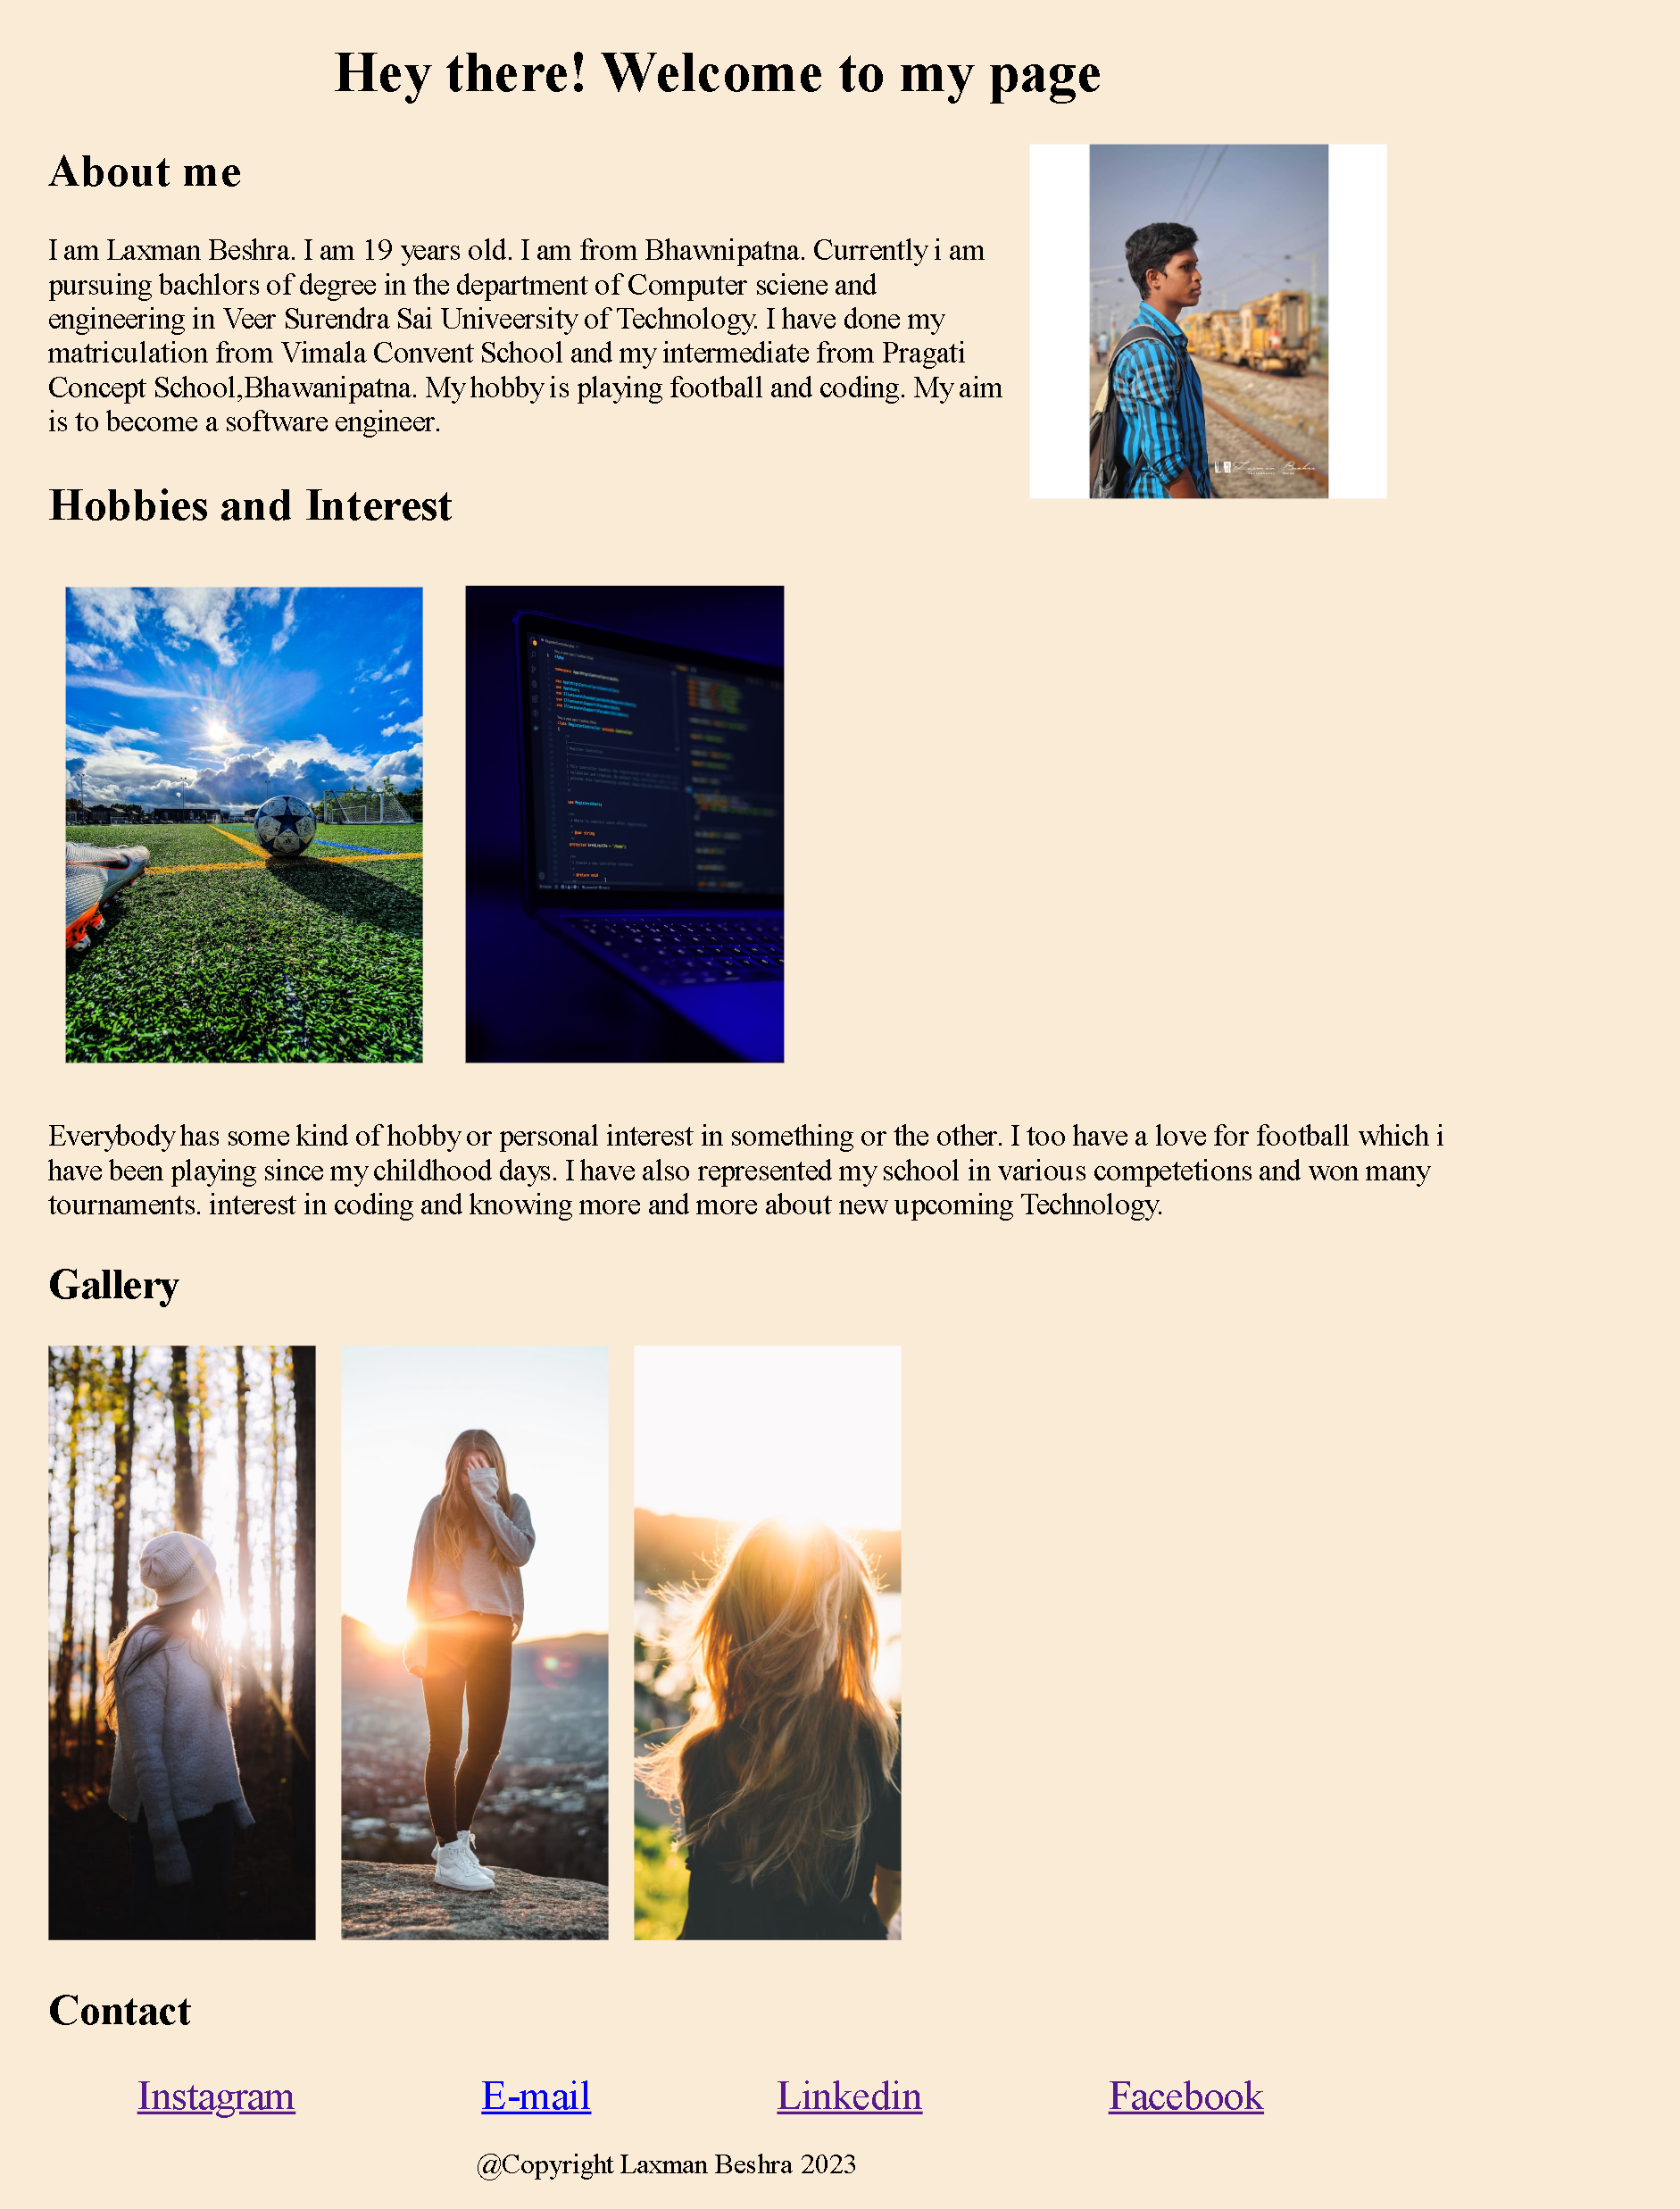 Hey there! Welcome to my page
About me
I am Laxman Beshra. I am 19 years old. I am from Bhawnipatna. Currently i am
pursuing bachlors of degree in the department of Computer sciene and
engineering in Veer Surendra Sai Univeersity of Technology. I have done my
matriculation from Vimala Convent School and my intermediate from Pragati
Concept School,Bhawanipatna. My hobby is playing football and coding. My aim
is to become a software engineer.
Laxman Beshra
Hobbies and Interest
Everybody has some kind of hobby or personal interest in something or the other. I too have a love for football which i
have been playing since my childhood days. I have also represented my school in various competetions and won many
tournaments. interest in coding and knowing more and more about new upcoming Technology.
Gallery
Contact
Instagram E-mail Linkedin Facebook
@Copyright Laxman Beshra 2023